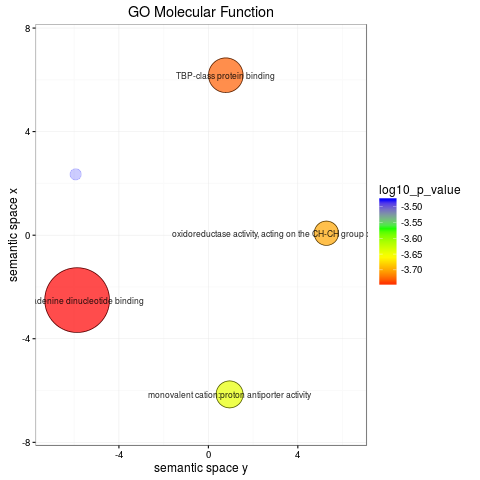 GO Molecular Function
8
4
0
-4
-8
semantic space x
TBP-class protein binding
oxidoreductase activity, acting on the CH-CH group
adenine dinucleotide binding
monovalent cation:proton antiporter activity
-4
0
4
semantic space y
log10_p_value
-3.50
-3.55
-3.60
-3.65
-3.70